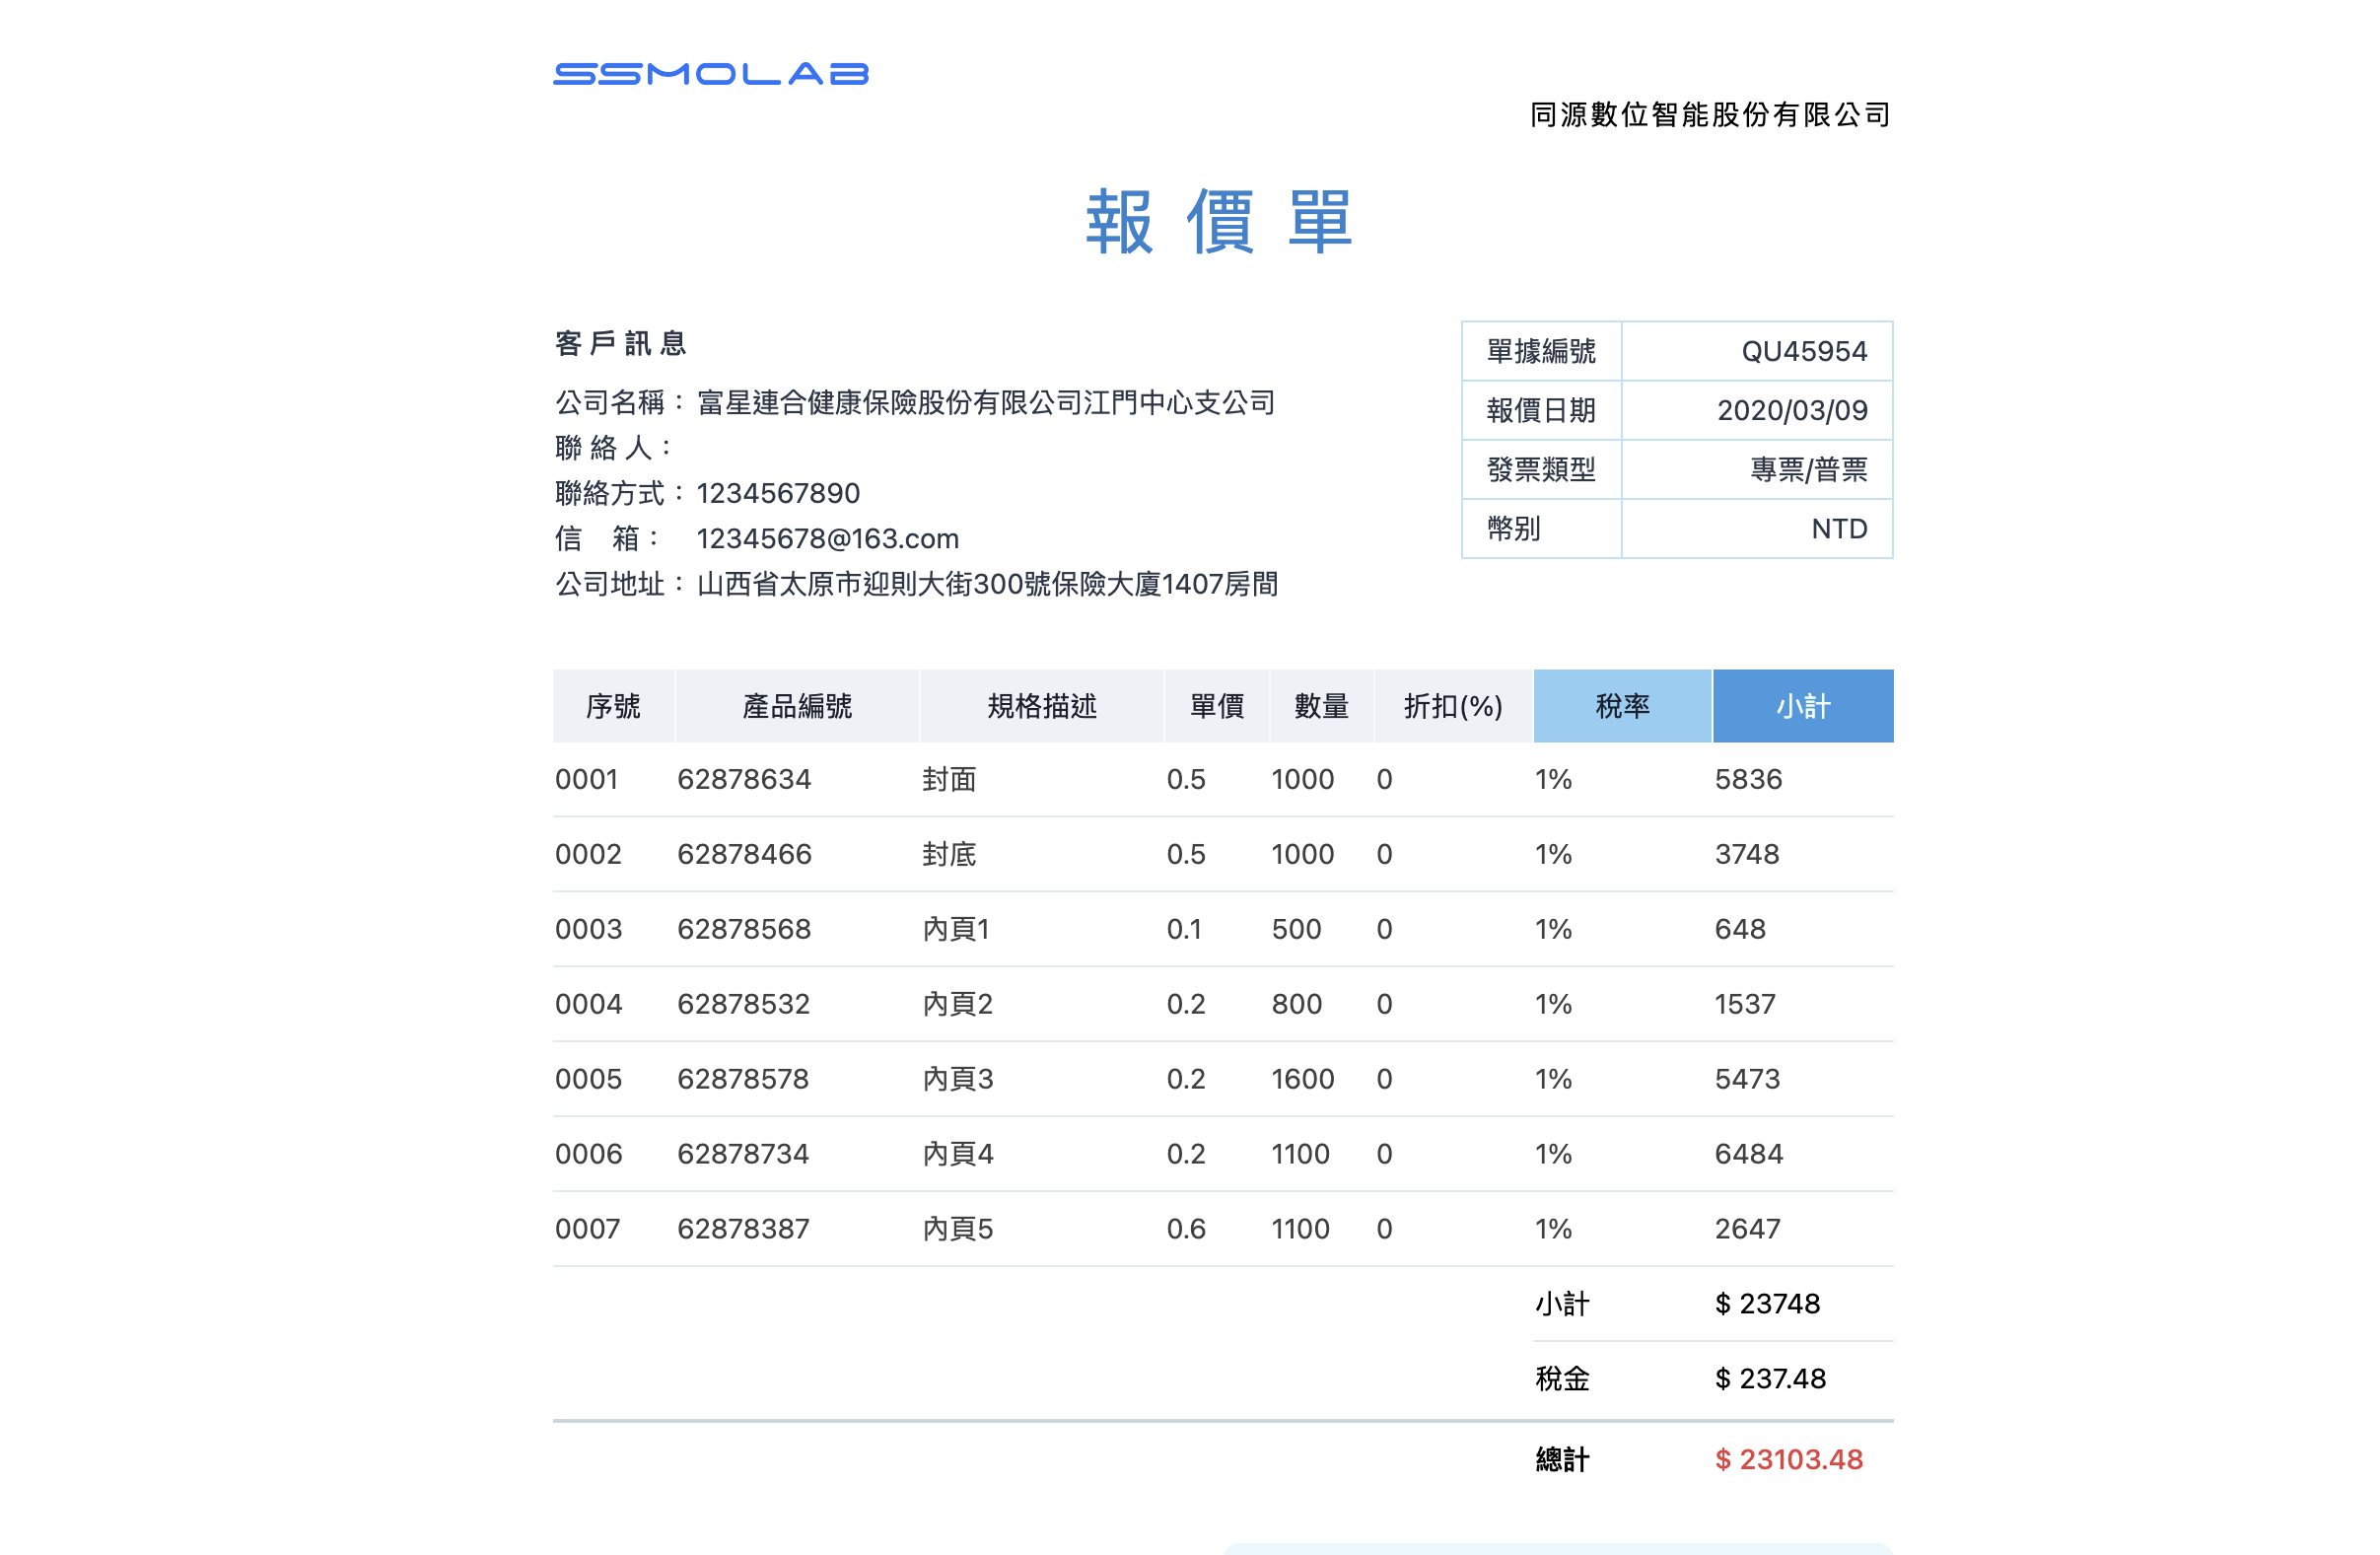 SSMOLAB
同源數位智能股份有限公司
報價單
客戶訊息
公司名稱：富星連合健康保險股份有限公司江門中心支公司
聯絡人：
聯絡方式：1234567890
信　箱：12345678@163.com
公司地址：山西省太原市迎則大街300號保險大廈1407房間
單據編號 QU45954
報價日期 2020/03/09
發票類型 專票/普票
幣別 NTD
序號 產品編號 規格描述 單價 數量 折扣(%) 稅率 小計
0001 62878634 封面 0.5 1000 0 1% 5836
0002 62878466 封底 0.5 1000 0 1% 3748
0003 62878568 內頁1 0.1 500 0 1% 648
0004 62878532 內頁2 0.2 800 0 1% 1537
0005 62878578 內頁3 0.2 1600 0 1% 5473
0006 62878734 內頁4 0.2 1100 0 1% 6484
0007 62878387 內頁5 0.6 1100 0 1% 2647
小計 $ 23748
稅金 $ 237.48
總計 $ 23103.48